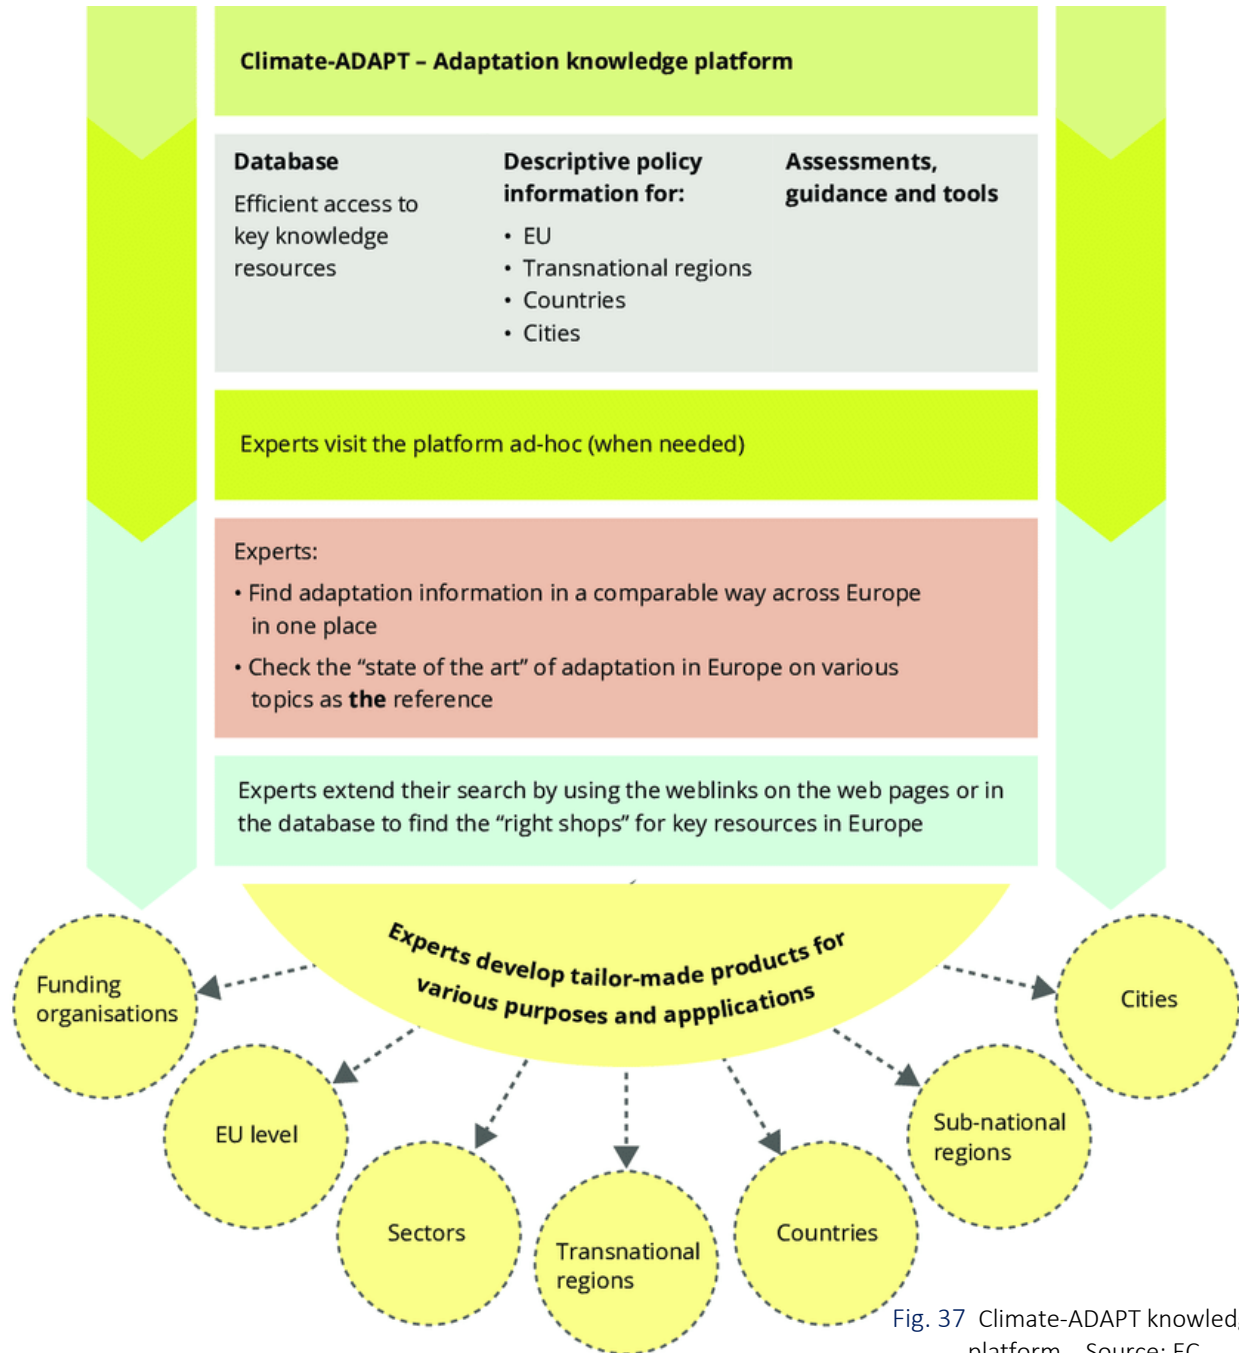 Climate-ADAPT – Adaptation knowledge platform
Database
Efficient access to
key knowledge
resources
Descriptive policy
information for:
• EU
• Transnational regions
• Countries
• Cities
Assessments,
guidance and tools
Experts visit the platform ad-hoc (when needed)
Experts:
• Find adaptation information in a comparable way across Europe
in one place
• Check the “state of the art” of adaptation in Europe on various
topics as the reference
Experts extend their search by using the weblinks on the web pages or in
the database to find the “right shops” for key resources in Europe
Experts develop tailor-made products for
various purposes and appplications
Funding
organisations
EU level
Sectors
Transnational
regions
Countries
Sub-national
regions
Cities
Fig. 37 Climate-ADAPT
platform Source: EC